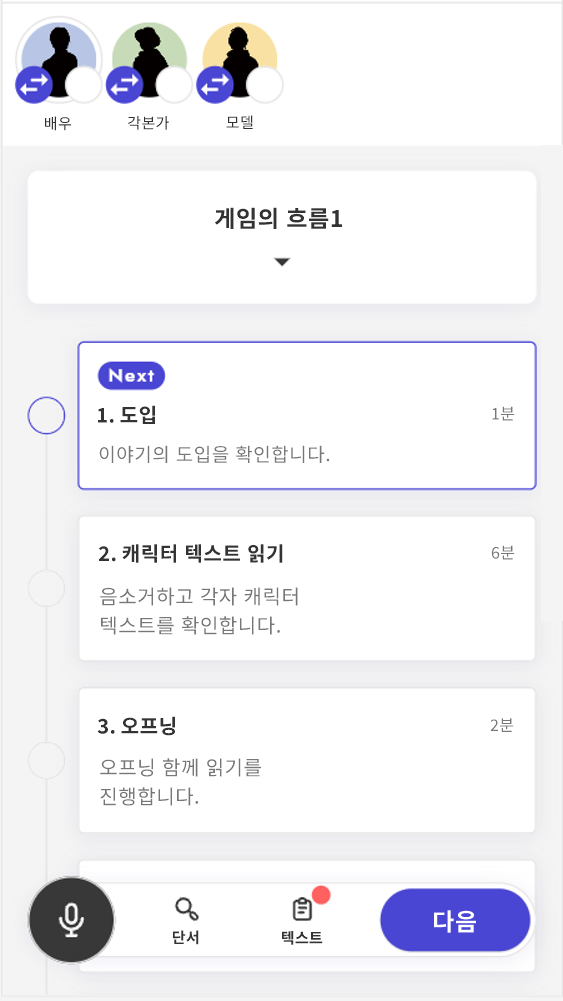 배우
각본가
모델
게임의 흐름1
Next
1. 도입
1분
이야기의 도입을 확인합니다.
2. 캐릭터 텍스트 읽기
6분
음소거하고 각자 캐릭터
텍스트를 확인합니다.
3. 오프닝
2분
오프닝 함께 읽기를
진행합니다.
단서
텍스트
다음